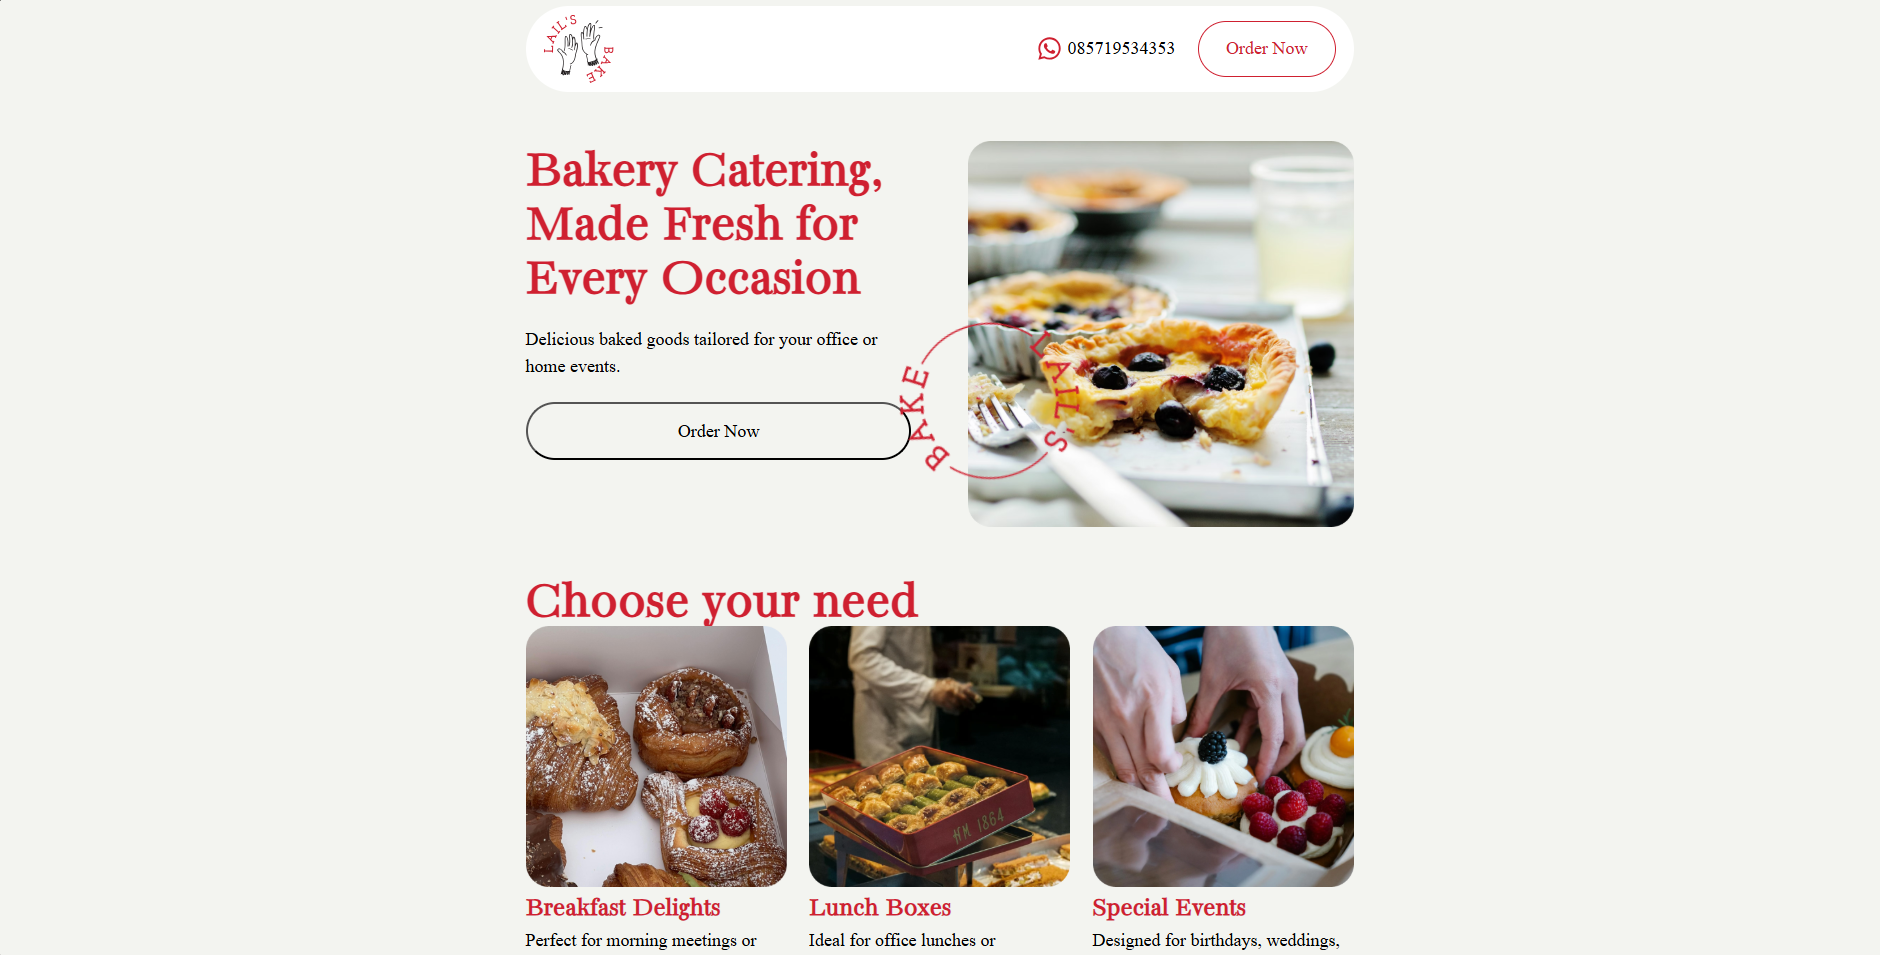 LAIL'S
BAKE
085719534353
Order Now
Bakery Catering,
Made Fresh for
Every Occasion
Delicious baked goods tailored for your office or
home events.
Order Now
BAKE
LAIL'S
Choose your need
HM 1864
Breakfast Delights
Lunch Boxes
Special Events
Perfect for morning meetings or
Ideal for office lunches or
Designed for birthdays, weddings,